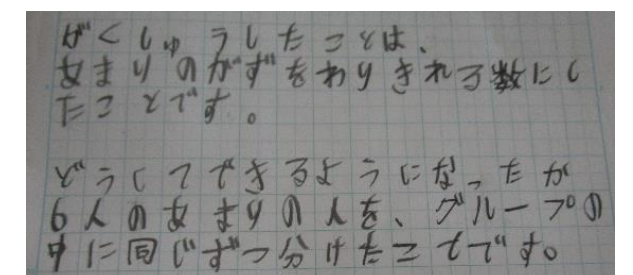 がくしゅうしたことは、
あまりのかずをわりきれる数にし
たことです。
どうしてできるようになったか
6人のあまりの人を、グループの
中に同じずつ分けたことです。